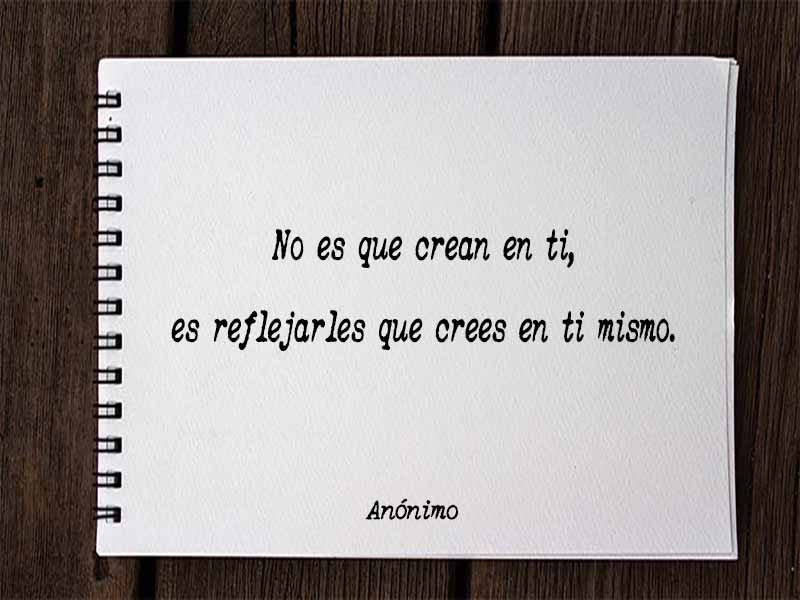 No es que crean en ti,
es reflejarles que crees en ti mismo.
Anónimo